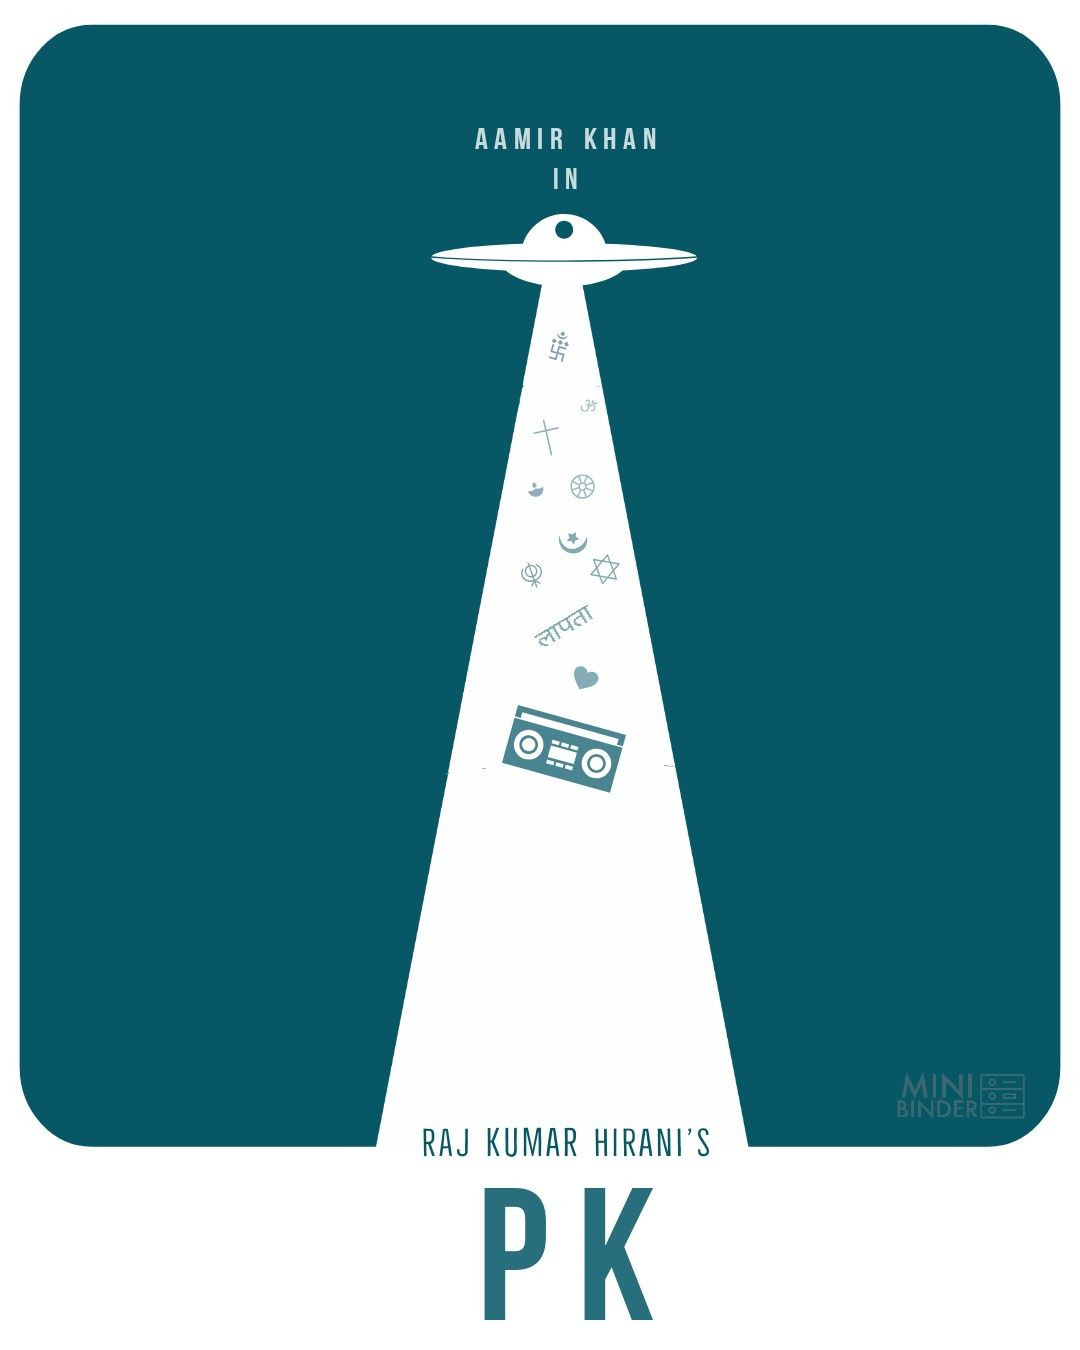 AAMIR KHAN
IN
ॐ
लापता
RAJ KUMAR HIRANI'S
PK
MINI
BINDER